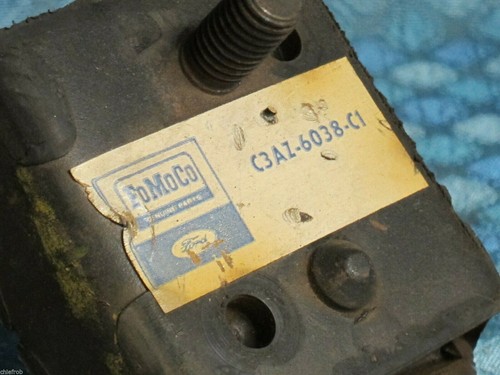 FoMoCo
GENUINE PARTS
Ford
C3AZ-6038-C1
chiefrob